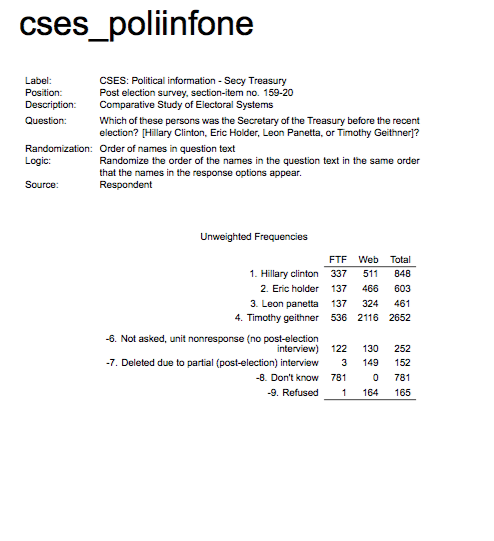 cses_poliinfone
Label: CSES: Political information - Secy Treasury
Position: Post election survey, section-item no. 159-20
Description: Comparative Study of Electoral Systems
Question: Which of these persons was the Secretary of the Treasury before the recent
election? [Hillary Clinton, Eric Holder, Leon Panetta, or Timothy Geithner]?
Randomization: Order of names in question text
Logic: Randomize the order of the names in the question text in the same order
that the names in the response options appear.
Source: Respondent
Unweighted Frequencies
FTF Web Total
1. Hillary clinton 337 511 848
2. Eric holder 137 466 603
3. Leon panetta 137 324 461
4. Timothy geithner 536 2116 2652
-6. Not asked, unit nonresponse (no post-election
interview) 122 130 252
-7. Deleted due to partial (post-election) interview 3 149 152
-8. Don't know 781 0 781
-9. Refused 1 164 165